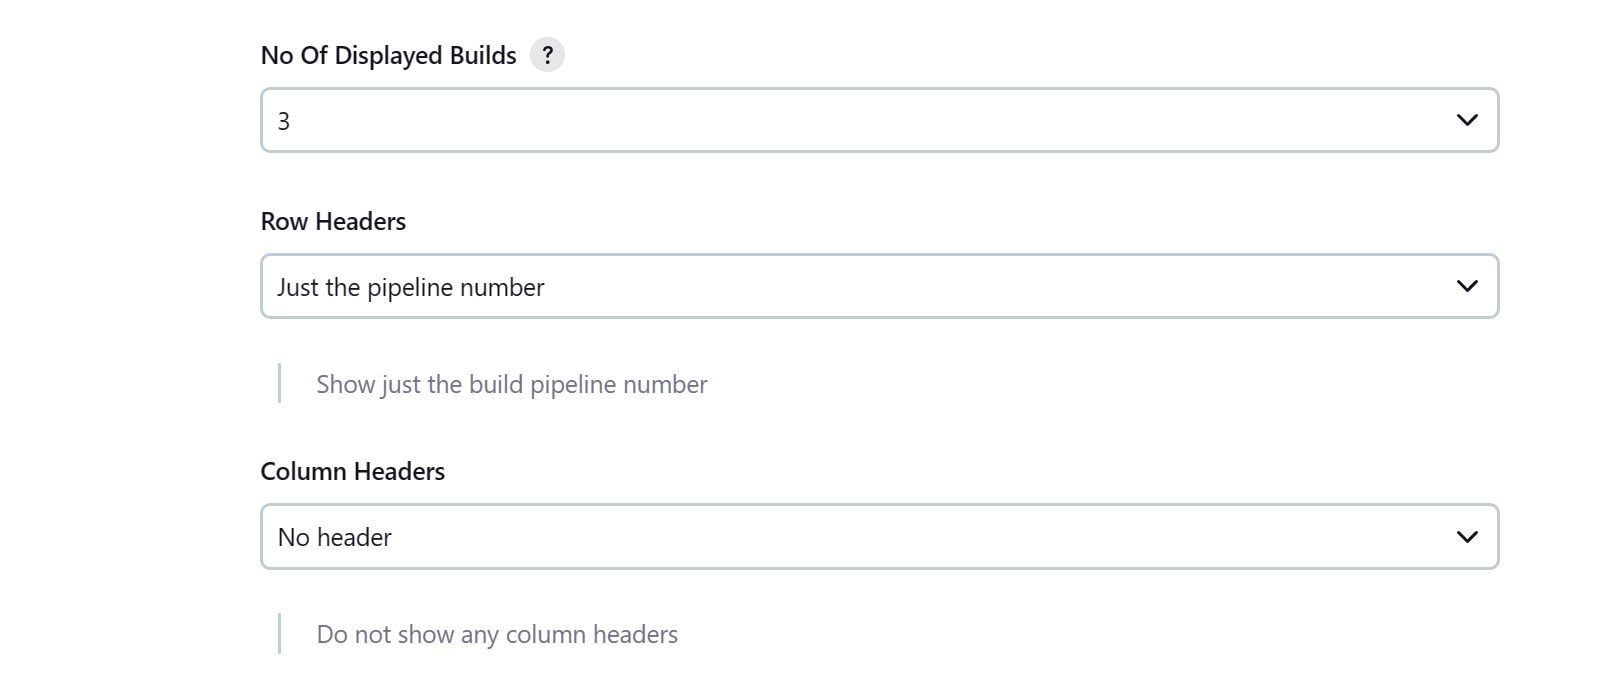 No Of Displayed Builds ?
3
Row Headers
Just the pipeline number
Show just the build pipeline number
Column Headers
No header
Do not show any column headers